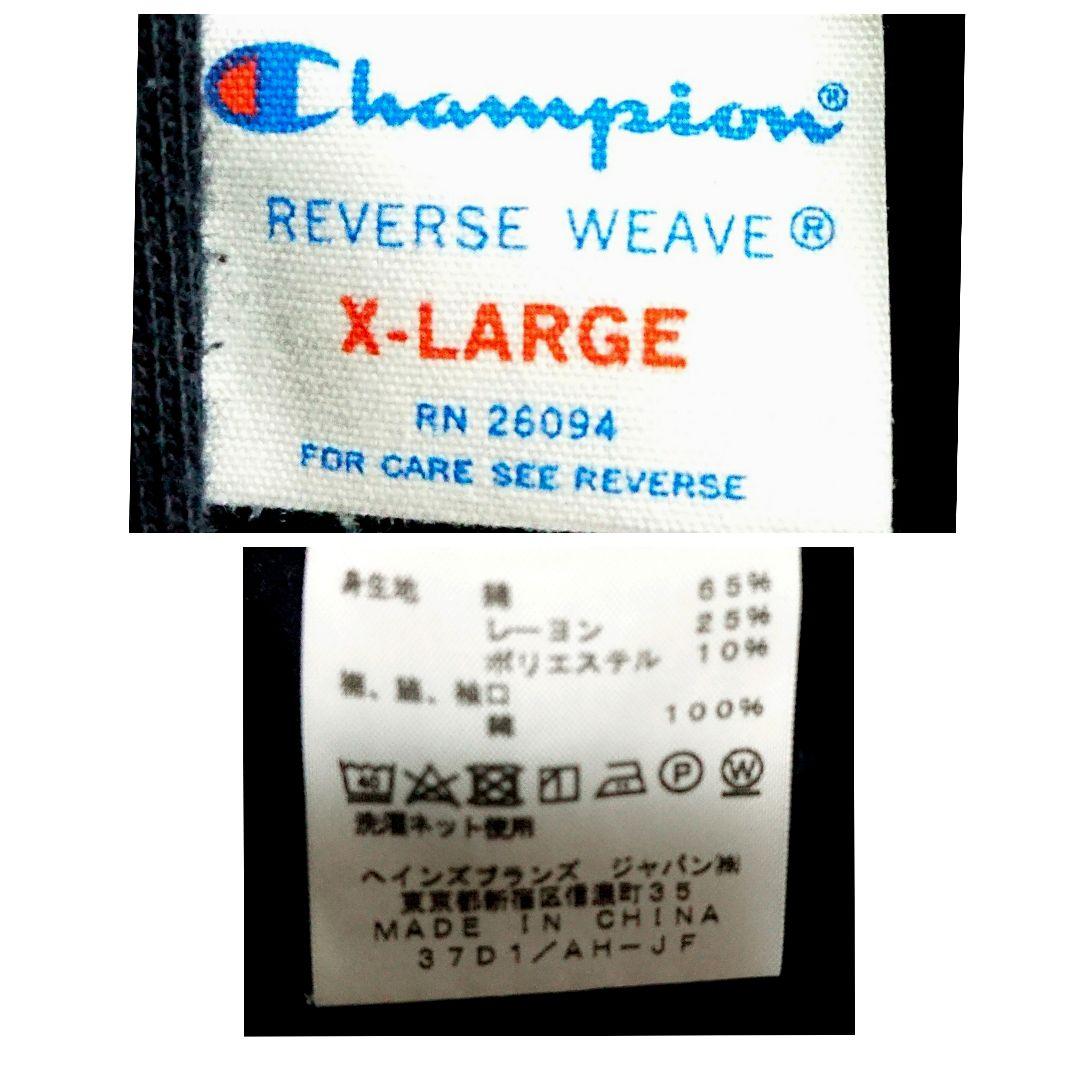 Champion®
REVERSE WEAVE®
X-LARGE
RN 26094
FOR CARE SEE REVERSE
身生地 綿 65%
レーヨン 25%
ポリエステル 10%
袖口
綿 100%
40
P
W
洗濯ネット使用
ヘインズブランズ ジャパン㈱
東京都新宿区信濃町35
MADE IN CHINA
37D1/AH-JF